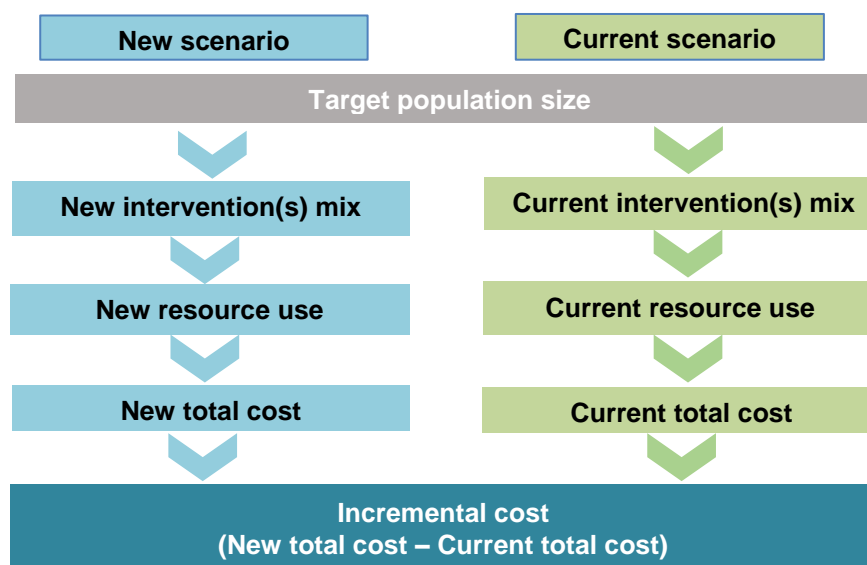 New scenario
Current scenario
Target population size
New intervention(s) mix
Current intervention(s) mix
New resource use
Current resource use
New total cost
Current total cost
Incremental cost
(New total cost – Current total cost)